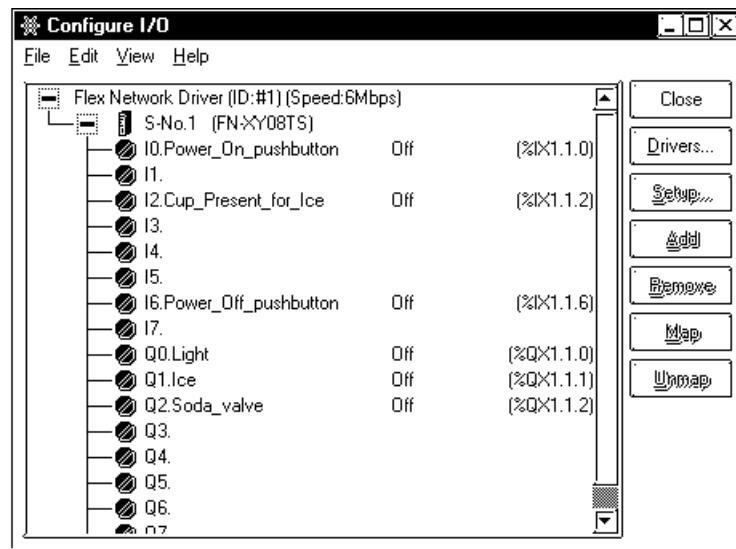 Configure I/O
File Edit View Help
Flex Network Driver (ID:#1) (Speed:6Mbps)
S-No.1 (FN-XY08TS)
I0.Power_On_pushbutton Off (%IX1.1.0)
I1.
I2.Cup_Present_for_Ice Off (%IX1.1.2)
I3.
I4.
I5.
I6.Power_Off_pushbutton Off (%IX1.1.6)
I7.
Q0.Light Off (%QX1.1.0)
Q1.Ice Off (%QX1.1.1)
Q2.Soda_valve Off (%QX1.1.2)
Q3.
Q4.
Q5.
Q6.
Q7.
Close
Drivers...
Setup...
Add
Remove
Map
Unmap